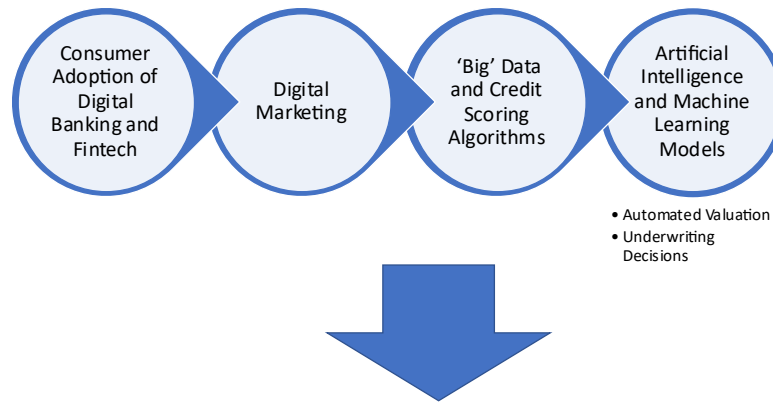 Consumer
Adoption of
Digital
Banking and
Fintech
Digital
Marketing
‘Big’ Data
and Credit
Scoring
Algorithms
Artificial
Intelligence
and Machine
Learning
Models
• Automated Valuation
• Underwriting
Decisions